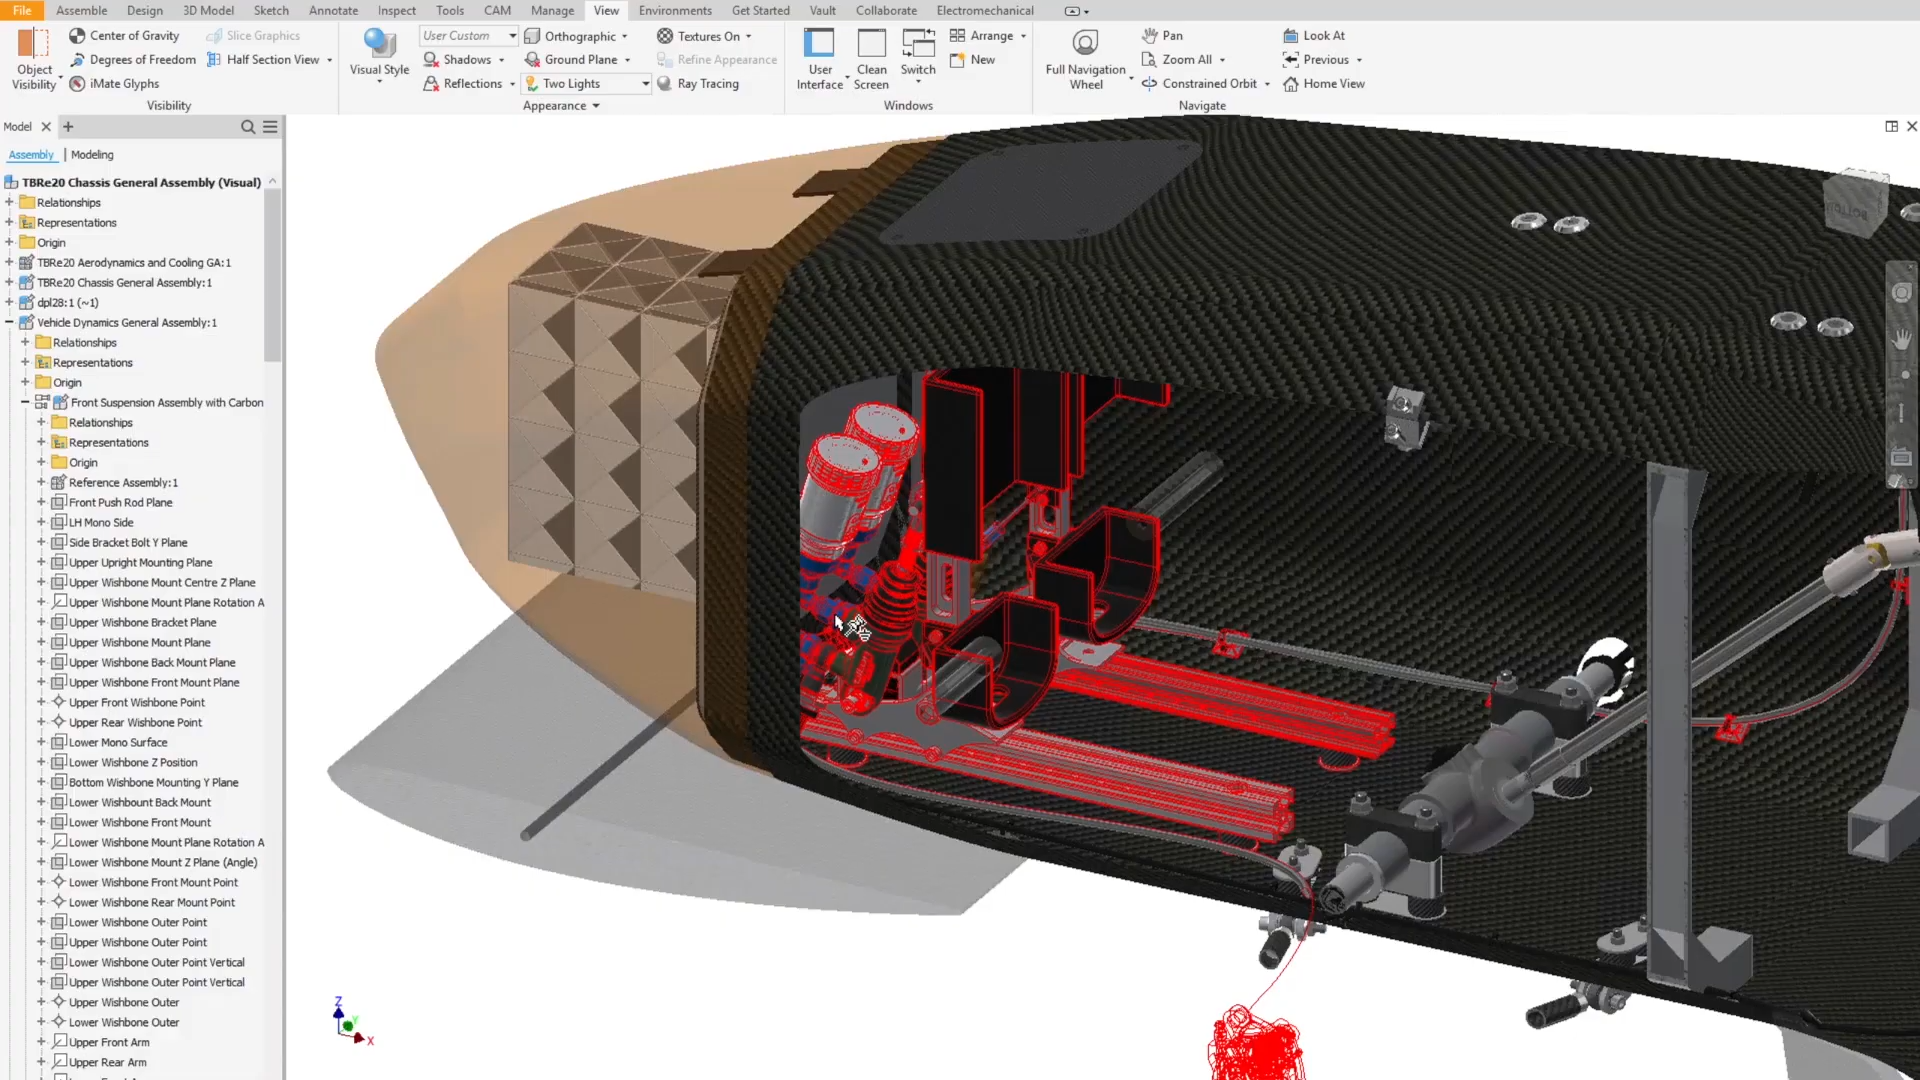 File Assemble Design 3D Model Sketch Annotate Inspect Tools CAM Manage View Environments Get Started Vault Collaborate Electromechanical
Object Visibility
Center of Gravity
Degrees of Freedom
iMate Glyphs
Slice Graphics
Half Section View
Visibility
Visual Style
User Custom
Shadows
Reflections
Orthographic
Ground Plane
Two Lights
Textures On
Refine Appearance
Ray Tracing
Appearance
User Interface
Clean Screen
Switch
Arrange
New
Windows
Full Navigation Wheel
Pan
Zoom All
Constrained Orbit
Look At
Previous
Home View
Navigate
Model
Assembly | Modeling
TBRe20 Chassis General Assembly (Visual)
Relationships
Representations
Origin
TBRe20 Aerodynamics and Cooling GA:1
TBRe20 Chassis General Assembly:1
dpl28:1 (~1)
Vehicle Dynamics General Assembly:1
Relationships
Representations
Origin
Front Suspension Assembly with Carbon
Relationships
Representations
Origin
Reference Assembly:1
Front Push Rod Plane
LH Mono Side
Side Bracket Bolt Y Plane
Upper Upright Mounting Plane
Upper Wishbone Mount Centre Z Plane
Upper Wishbone Mount Plane Rotation A
Upper Wishbone Bracket Plane
Upper Wishbone Mount Plane
Upper Wishbone Back Mount Plane
Upper Wishbone Front Mount Plane
Upper Front Wishbone Point
Upper Rear Wishbone Point
Lower Mono Surface
Lower Wishbone Z Position
Bottom Wishbone Mounting Y Plane
Lower Wishbount Back Mount
Lower Wishbone Front Mount
Lower Wishbone Mount Plane Rotation A
Lower Wishbone Mount Z Plane (Angle)
Lower Wishbone Front Mount Point
Lower Wishbone Rear Mount Point
Lower Wishbone Outer Point
Upper Wishbone Outer Point
Lower Wishbone Outer Point Vertical
Upper Wishbone Outer Point Vertical
Upper Wishbone Outer
Lower Wishbone Outer
Upper Front Arm
Upper Rear Arm
Z
Y
X